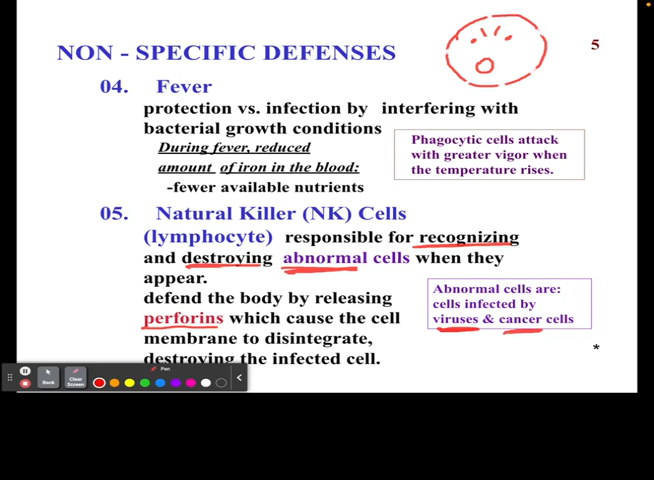 NON - SPECIFIC DEFENSES
5
04. Fever
protection vs. infection by interfering with
bacterial growth conditions
During fever, reduced
amount of iron in the blood:
-fewer available nutrients
Phagocytic cells attack
with greater vigor when
the temperature rises.
05. Natural Killer (NK) Cells
(lymphocyte) responsible for recognizing
and destroying abnormal cells when they
appear.
defend the body by releasing
perforins which cause the cell
membrane to disintegrate,
destroying the infected cell.
Abnormal cells are:
cells infected by
viruses & cancer cells
*
Back
Clear
Screen
Pen